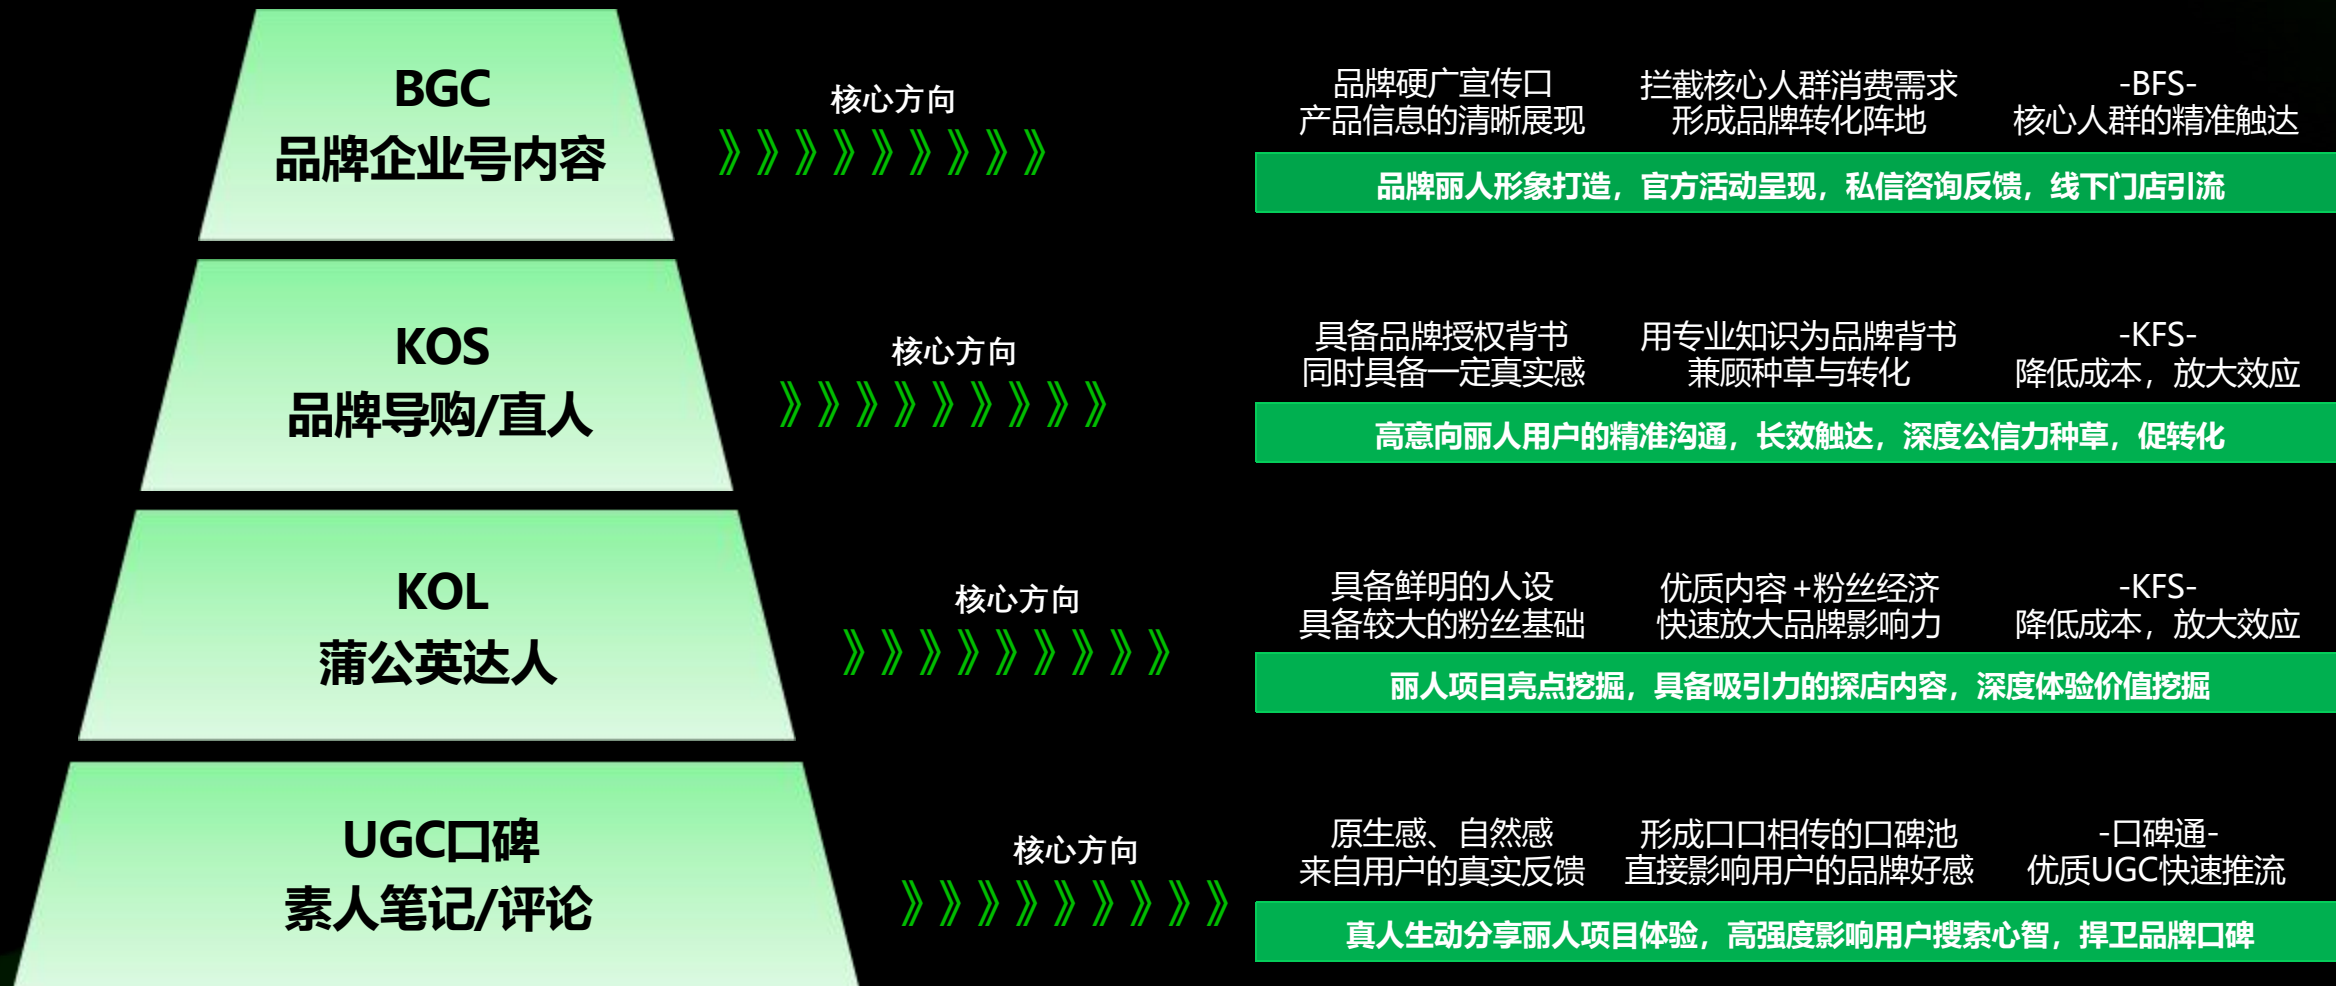 BGC
品牌企业号内容
核心方向
》》》》》》》》》
品牌硬广宣传口
产品信息的清晰展现
拦截核心人群消费需求
形成品牌转化阵地
-BFS-
核心人群的精准触达
品牌丽人形象打造，官方活动呈现，私信咨询反馈，线下门店引流
KOS
品牌导购/直人
核心方向
》》》》》》》》》
具备品牌授权背书
同时具备一定真实感
用专业知识为品牌背书
兼顾种草与转化
-KFS-
降低成本，放大效应
高意向丽人用户的精准沟通，长效触达，深度公信力种草，促转化
KOL
蒲公英达人
核心方向
》》》》》》》》》
具备鲜明的人设
具备较大的粉丝基础
优质内容+粉丝经济
快速放大品牌影响力
-KFS-
降低成本，放大效应
丽人项目亮点挖掘，具备吸引力的探店内容，深度体验价值挖掘
UGC口碑
素人笔记/评论
核心方向
》》》》》》》》》
原生感、自然感
来自用户的真实反馈
形成口口相传的口碑池
直接影响用户的品牌好感
-口碑通-
优质UGC快速推流
真人生动分享丽人项目体验，高强度影响用户搜索心智，捍卫品牌口碑